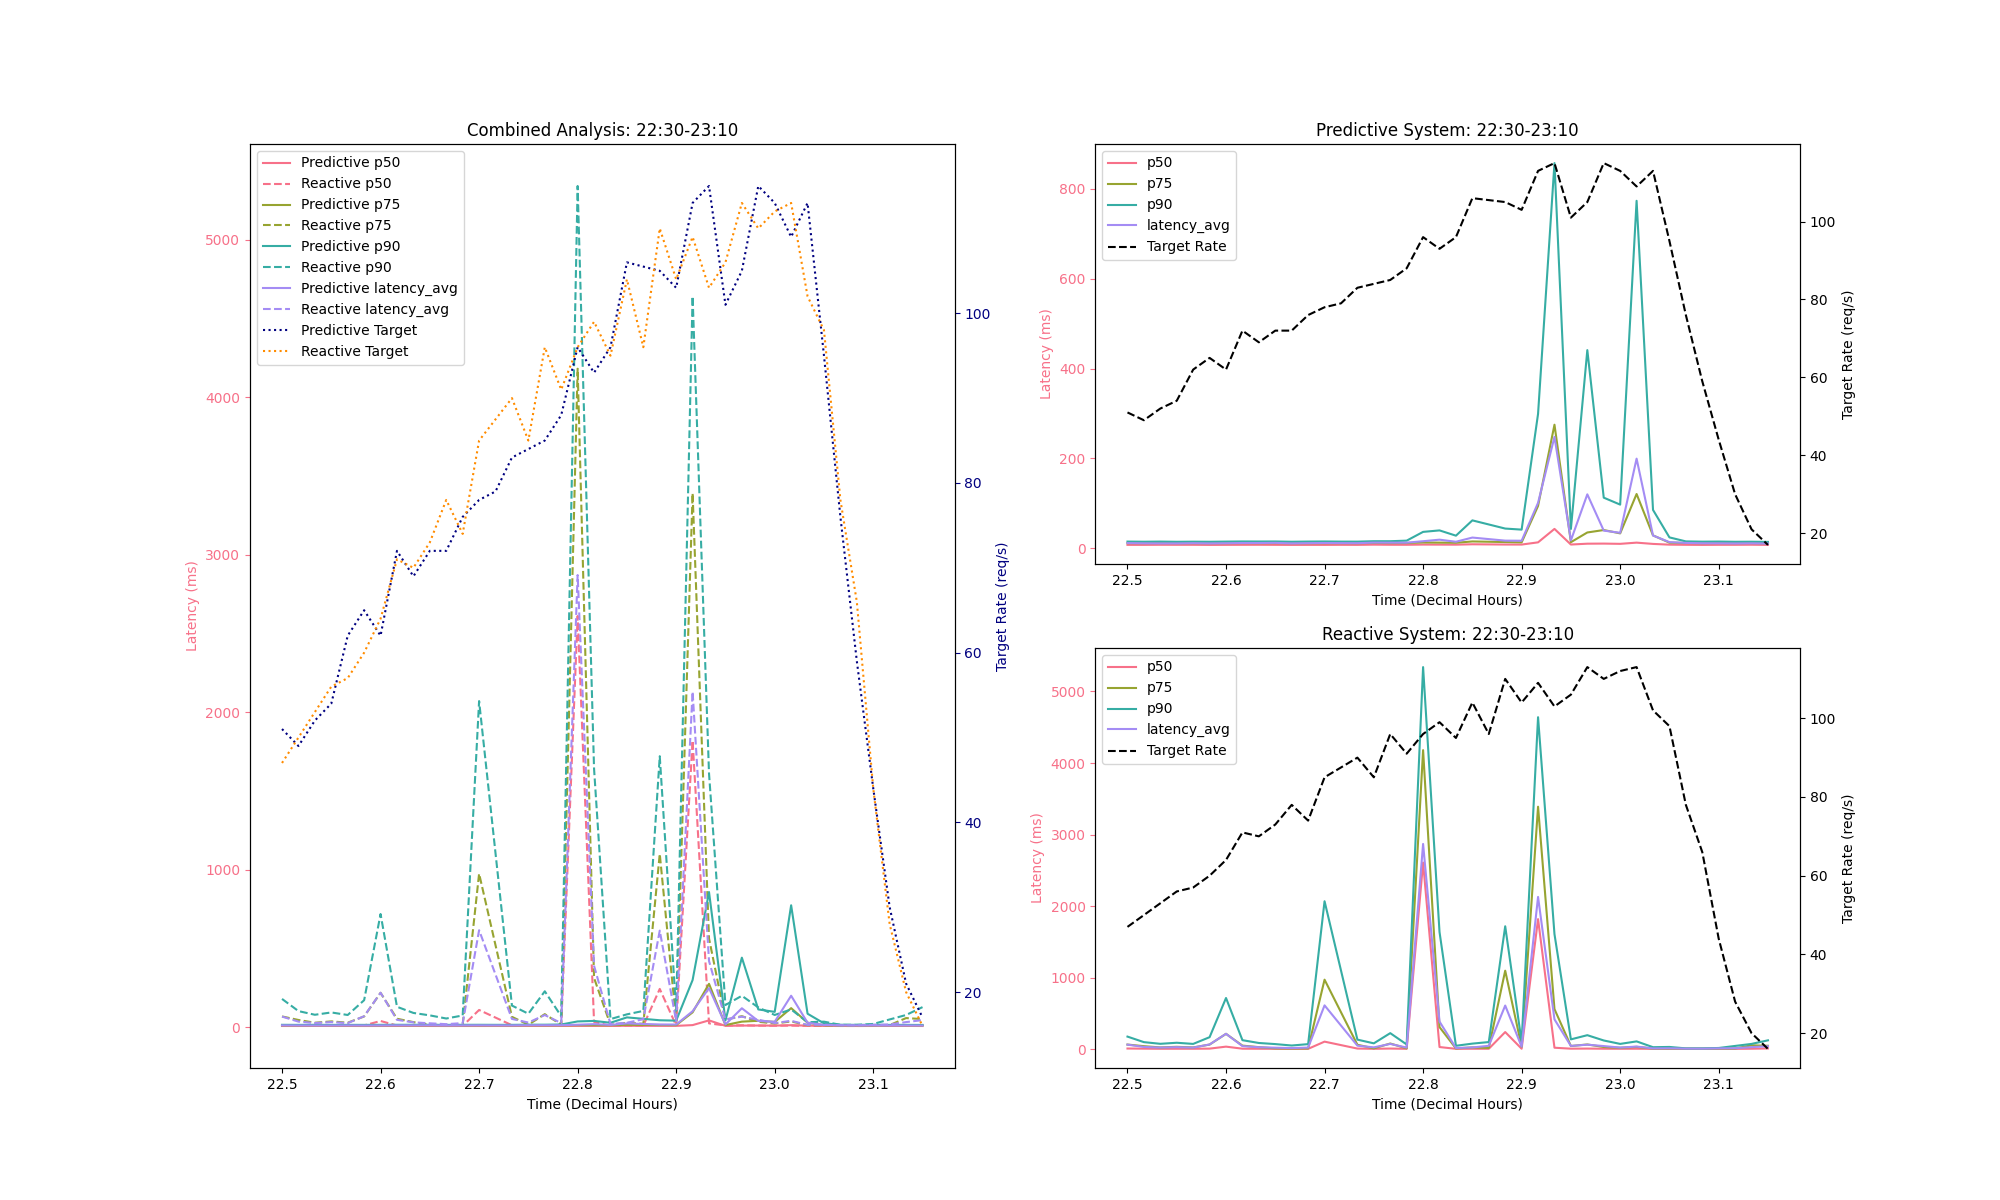 Combined Analysis: 22:30-23:10
Predictive p50
Reactive p50
Predictive p75
Reactive p75
Predictive p90
Reactive p90
Predictive latency_avg
Reactive latency_avg
Predictive Target
Reactive Target
5000
4000
3000
2000
1000
0
Latency (ms)
100
80
60
40
20
Target Rate (req/s)
22.5 22.6 22.7 22.8 22.9 23.0 23.1
Time (Decimal Hours)
Predictive System: 22:30-23:10
p50
p75
p90
latency_avg
Target Rate
800
600
400
200
0
Latency (ms)
100
80
60
40
20
Target Rate (req/s)
22.5 22.6 22.7 22.8 22.9 23.0 23.1
Time (Decimal Hours)
Reactive System: 22:30-23:10
p50
p75
p90
latency_avg
Target Rate
5000
4000
3000
2000
1000
0
Latency (ms)
100
80
60
40
20
Target Rate (req/s)
22.5 22.6 22.7 22.8 22.9 23.0 23.1
Time (Decimal Hours)